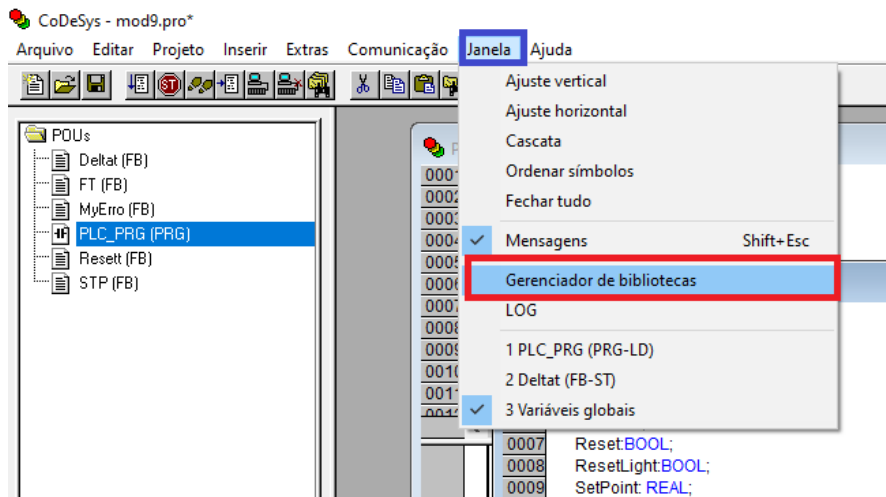 CoDeSys - mod9.pro*
Arquivo Editar Projeto Inserir Extras Comunicação Janela Ajuda
POUs
Deltat (FB)
FT (FB)
MyErro (FB)
PLC_PRG (PRG)
Resett (FB)
STP (FB)
Ajuste vertical
Ajuste horizontal
Cascata
Ordenar símbolos
Fechar tudo
Mensagens Shift+Esc
Gerenciador de bibliotecas
LOG
1 PLC_PRG (PRG-LD)
2 Deltat (FB-ST)
3 Variáveis globais
0007 Reset:BOOL;
0008 ResetLight:BOOL;
0009 SetPoint: REAL;